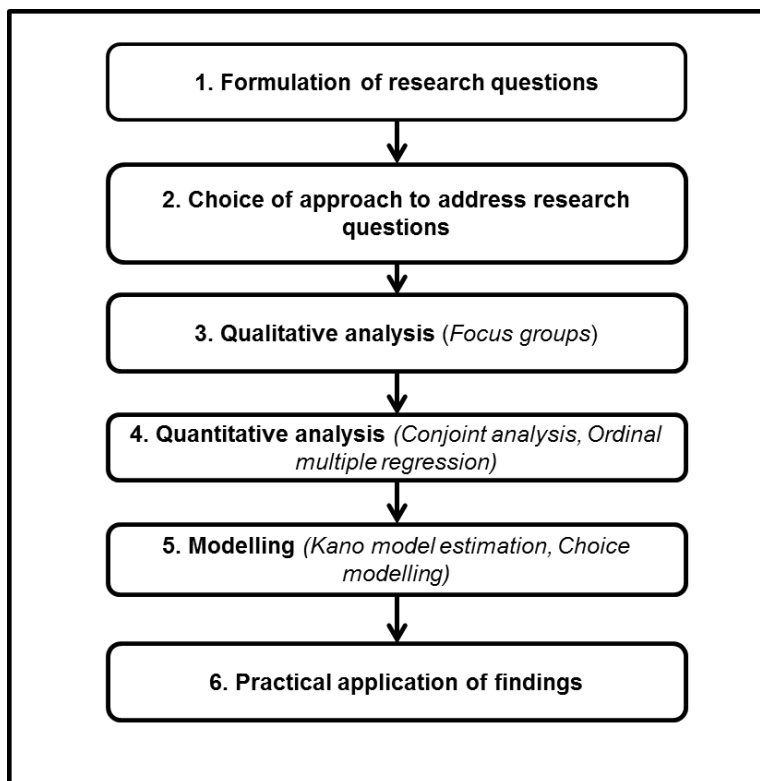 1. Formulation of research questions
2. Choice of approach to address research
questions
3. Qualitative analysis (Focus groups)
4. Quantitative analysis (Conjoint analysis, Ordinal
multiple regression)
5. Modelling (Kano model estimation, Choice
modelling)
6. Practical application of findings